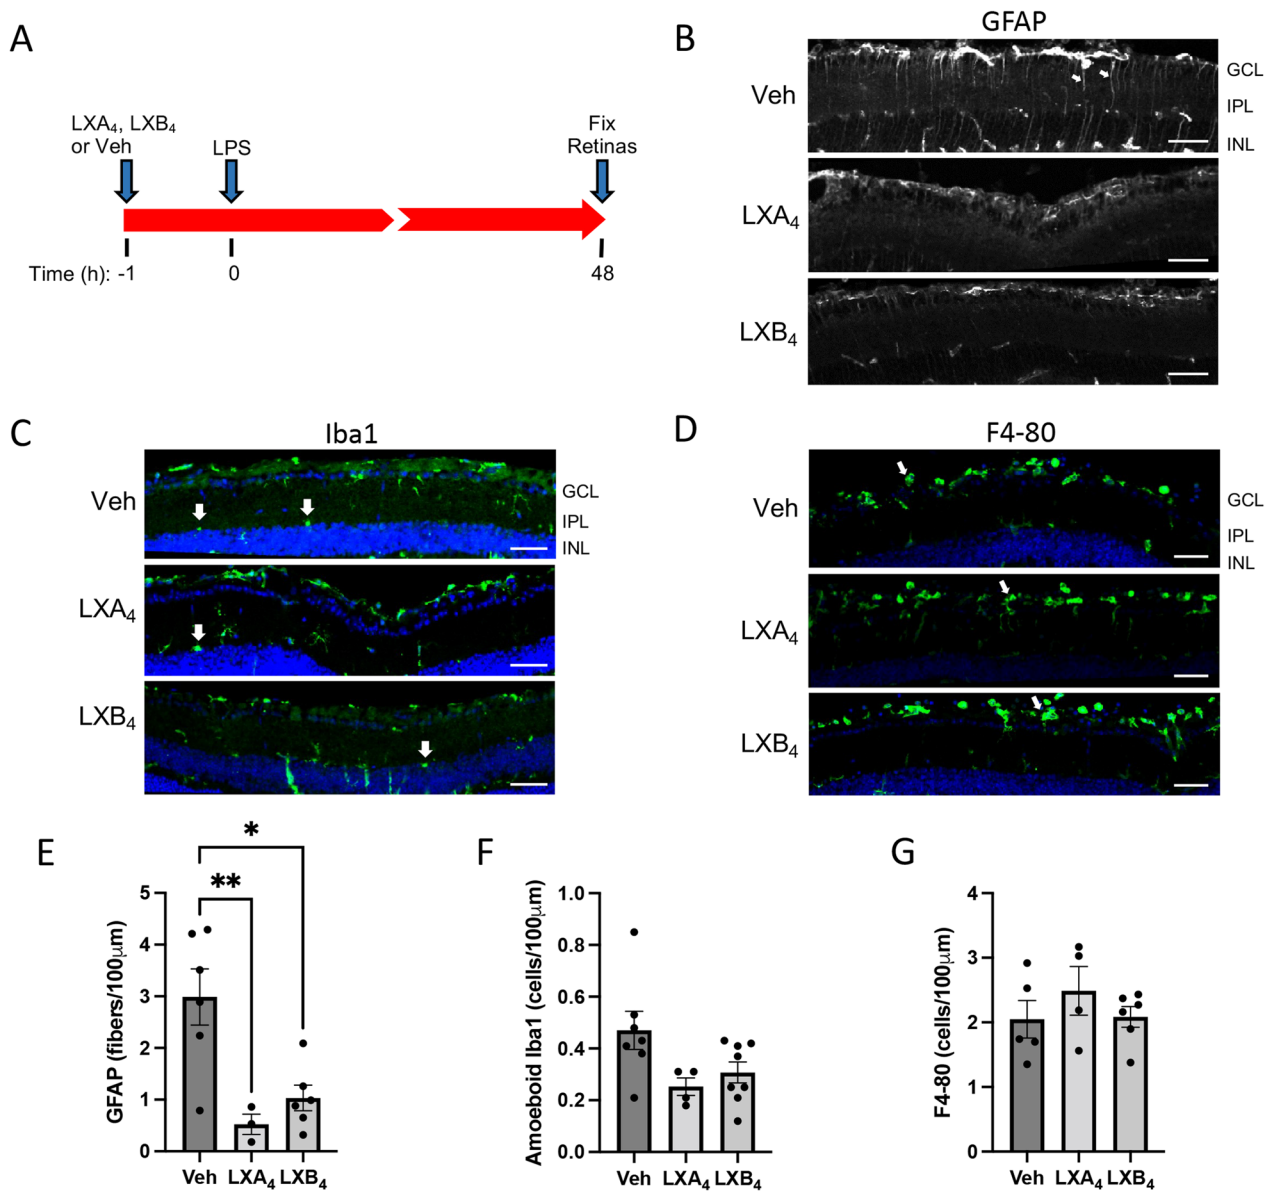 A
LXA4, LXB4
or Veh
LPS
Fix
Retinas
Time (h): -1 0 48
B
GFAP
Veh
GCL
IPL
INL
LXA4
LXB4
C
Iba1
Veh
GCL
IPL
INL
LXA4
LXB4
D
F4-80
Veh
GCL
IPL
INL
LXA4
LXB4
E
*
**
GFAP (fibers/100μm)
5
4
3
2
1
0
Veh LXA4 LXB4
F
Amoeboid Iba1 (cells/100μm)
1.0
0.8
0.6
0.4
0.2
0.0
Veh LXA4 LXB4
G
F4-80 (cells/100μm)
4
3
2
1
0
Veh LXA4 LXB4